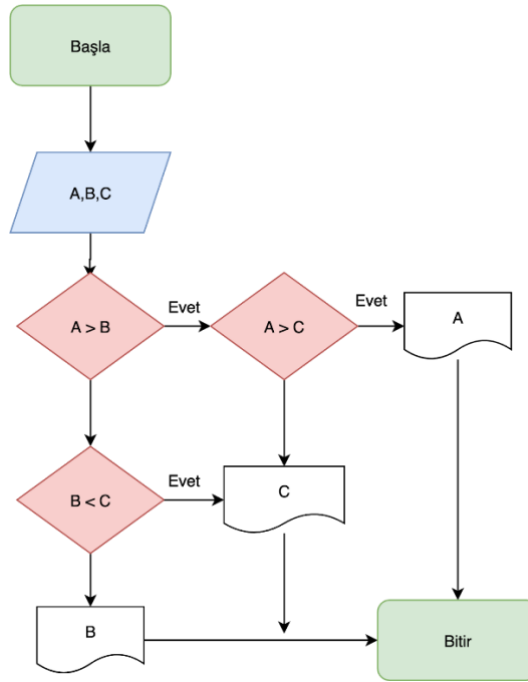 Başla
A,B,C
A > B
Evet
A > C
Evet
A
B < C
Evet
C
B
Bitir